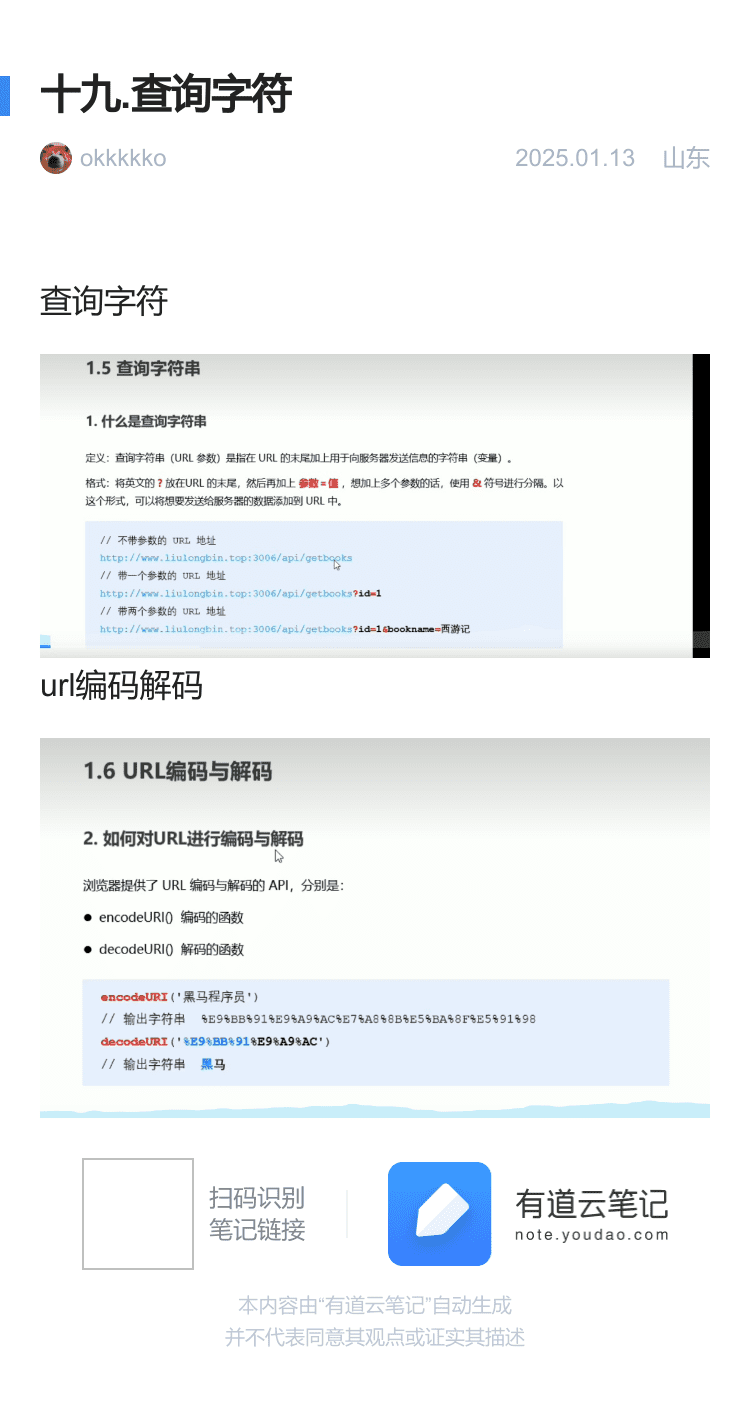 十九.查询字符
okkkkko 2025.01.13 山东
查询字符
1.5 查询字符串
1. 什么是查询字符串
定义：查询字符串（URL 参数）是指在 URL 的末尾加上用于向服务器发送信息的字符串（变量）。
格式：将英文的 ? 放在URL 的末尾，然后再加上 参数 = 值 ，想加上多个参数的话，使用 & 符号进行分隔。以
这个形式，可以将想要发送给服务器的数据添加到 URL 中。
// 不带参数的 URL 地址
http://www.liulongbin.top:3006/api/getbooks
// 带一个参数的 URL 地址
http://www.liulongbin.top:3006/api/getbooks?id=1
// 带两个参数的 URL 地址
http://www.liulongbin.top:3006/api/getbooks?id=1&bookname=西游记
url编码解码
1.6 URL编码与解码
2. 如何对URL进行编码与解码
浏览器提供了 URL 编码与解码的 API，分别是：
● encodeURI() 编码的函数
● decodeURI() 解码的函数
encodeURI('黑马程序员')
// 输出字符串 %E9%BB%91%E9%A9%AC%E7%A8%8B%E5%BA%8F%E5%91%98
decodeURI('%E9%BB%91%E9%A9%AC')
// 输出字符串 黑马
扫码识别
笔记链接
有道云笔记
note.youdao.com
本内容由“有道云笔记”自动生成
并不代表同意其观点或证实其描述